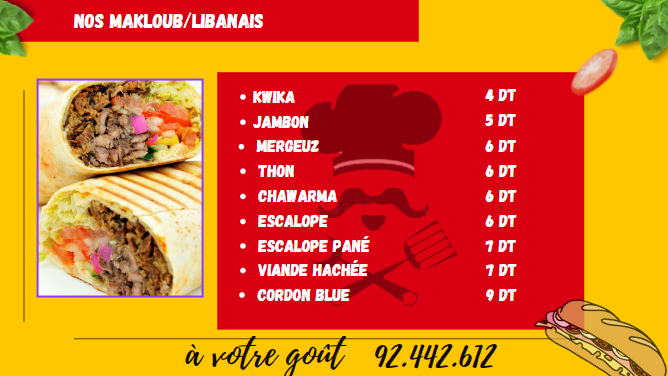 NOS MAKLOUB/LIBANAIS
• KWIKA 4 DT
• JAMBON 5 DT
• MERGEUZ 6 DT
• THON 6 DT
• CHAWARMA 6 DT
• ESCALOPE 6 DT
• ESCALOPE PANÉ 7 DT
• VIANDE HACHÉE 7 DT
• CORDON BLUE 9 DT
à votre goût 92.442.612